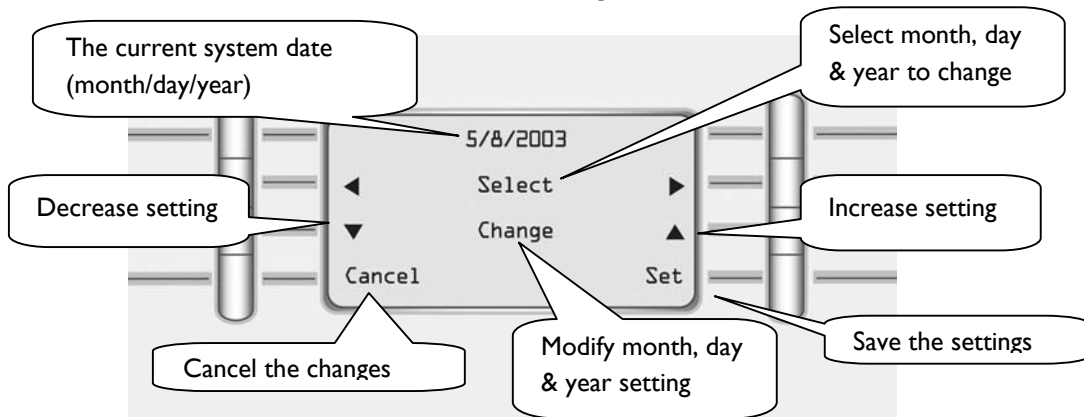 The current system date
(month/day/year)
Select month, day
& year to change
5/8/2003
◀ Select ▶
Decrease setting
Increase setting
▼ Change ▲
Cancel Set
Cancel the changes
Modify month, day
& year setting
Save the settings